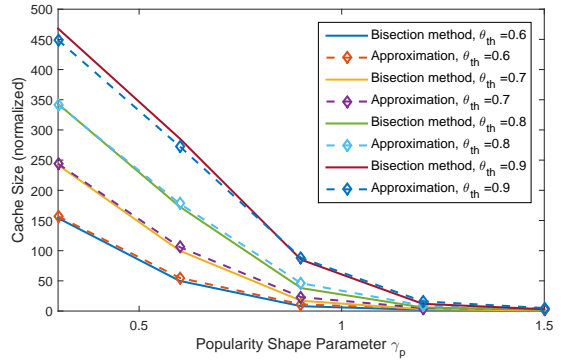 500
450
400
350
300
250
200
150
100
50
0
Cache Size (normalized)
0.5
1
1.5
Popularity Shape Parameter γp
Bisection method, θth =0.6
Approximation, θth =0.6
Bisection method, θth =0.7
Approximation, θth =0.7
Bisection method, θth =0.8
Approximation, θth =0.8
Bisection method, θth =0.9
Approximation, θth =0.9